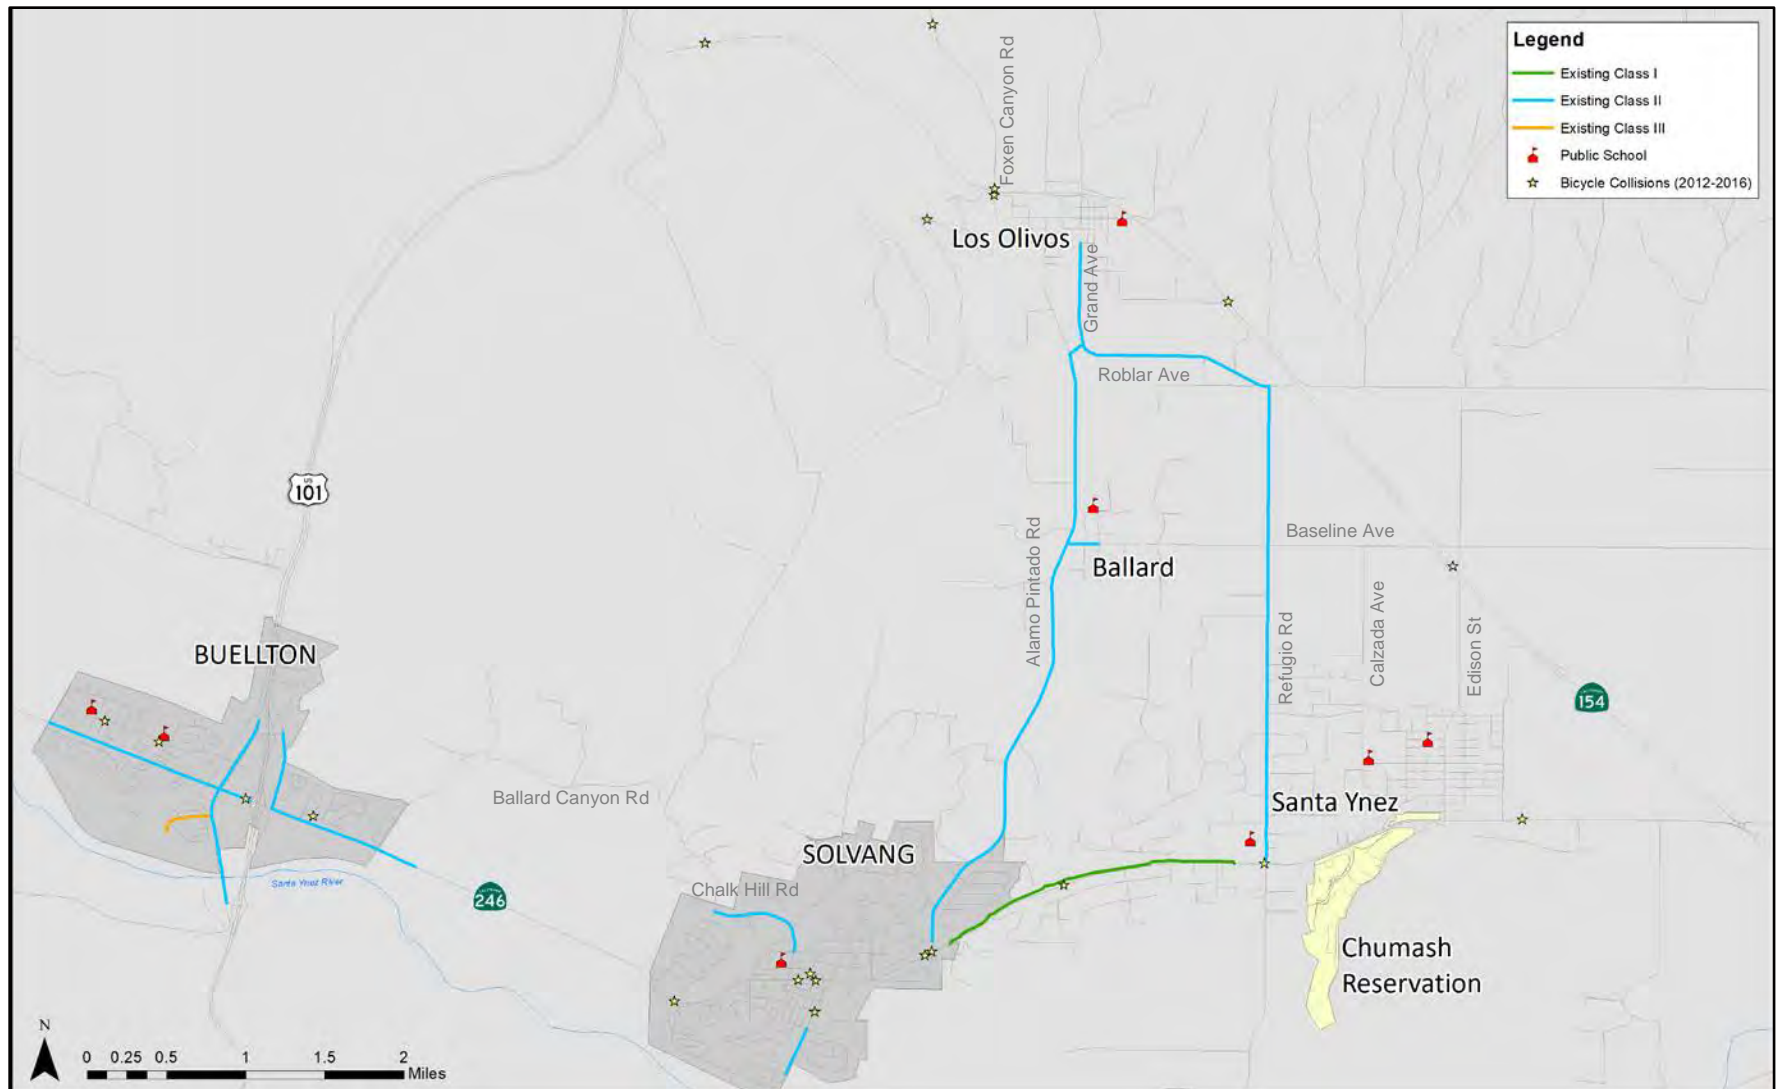 Legend
Existing Class I
Existing Class II
Existing Class III
Public School
Bicycle Collisions (2012-2016)
Foxen Canyon Rd
Los Olivos
Grand Ave
Roblar Ave
US
101
Alamo Pintado Rd
Baseline Ave
Ballard
Refugio Rd
Calzada Ave
Edison St
BUELLTON
154
Ballard Canyon Rd
Santa Ynez
SOLVANG
Santa Ynez River
Chalk Hill Rd
246
Chumash
Reservation
N
0 0.25 0.5 1 1.5 2
Miles